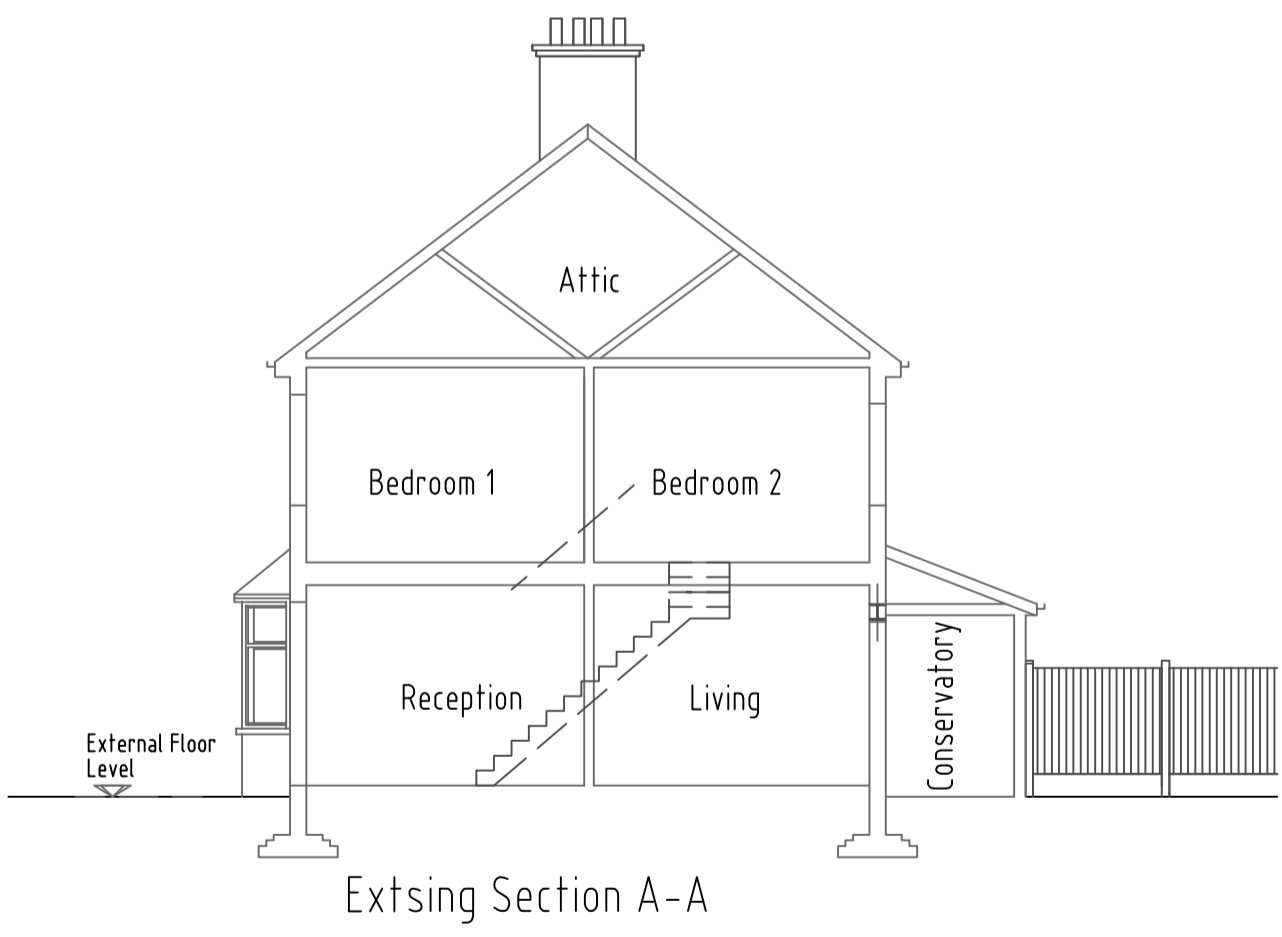 Attic
Bedroom 1
Bedroom 2
Reception
Living
Conservatory
External Floor
Level
Extsing Section A-A